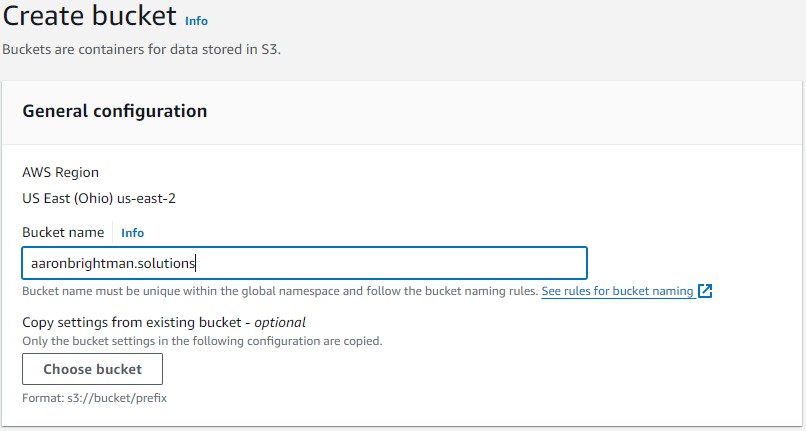 Create bucket Info
Buckets are containers for data stored in S3.
General configuration
AWS Region
US East (Ohio) us-east-2
Bucket name Info
aaronbrightman.solutions
Bucket name must be unique within the global namespace and follow the bucket naming rules. See rules for bucket naming
Copy settings from existing bucket - optional
Only the bucket settings in the following configuration are copied.
Choose bucket
Format: s3://bucket/prefix